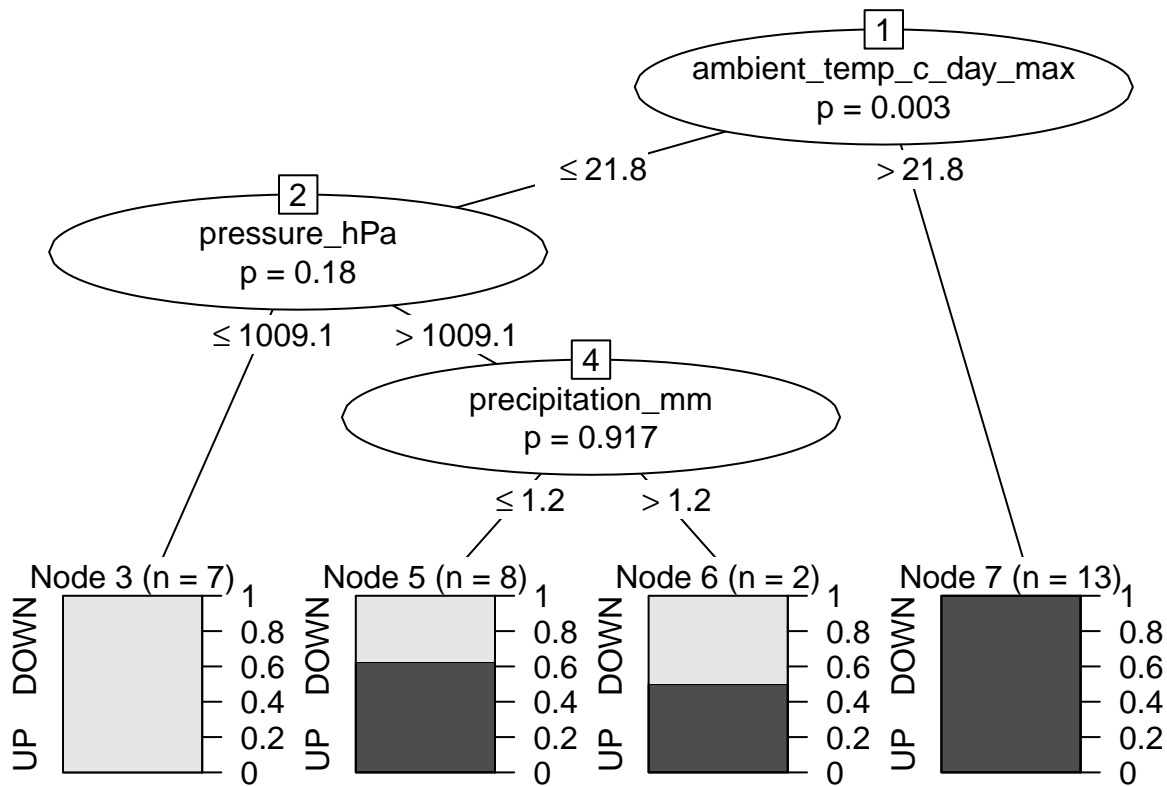 1
ambient_temp_c_day_max
p = 0.003
≤ 21.8
> 21.8
2
pressure_hPa
p = 0.18
≤ 1009.1
> 1009.1
4
precipitation_mm
p = 0.917
≤ 1.2
> 1.2
Node 3 (n = 7)
UP DOWN
1
0.8
0.6
0.4
0.2
0
Node 5 (n = 8)
UP DOWN
1
0.8
0.6
0.4
0.2
0
Node 6 (n = 2)
UP DOWN
1
0.8
0.6
0.4
0.2
0
Node 7 (n = 13)
UP DOWN
1
0.8
0.6
0.4
0.2
0